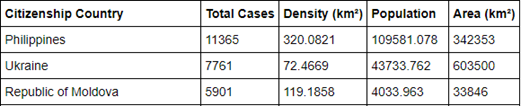 Citizenship Country Total Cases Density (km²) Population Area (km²)
Philippines 11365 320.0821 109581.078 342353
Ukraine 7761 72.4669 43733.762 603500
Republic of Moldova 5901 119.1858 4033.963 33846